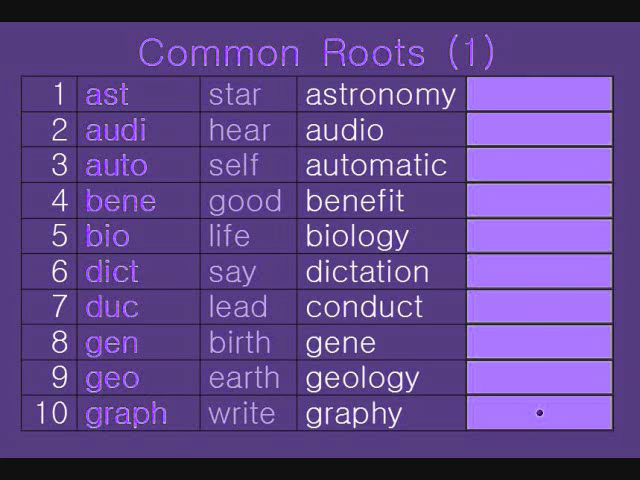 Common Roots (1)
1 ast star astronomy
2 audi hear audio
3 auto self automatic
4 bene good benefit
5 bio life biology
6 dict say dictation
7 duc lead conduct
8 gen birth gene
9 geo earth geology
10 graph write graphy